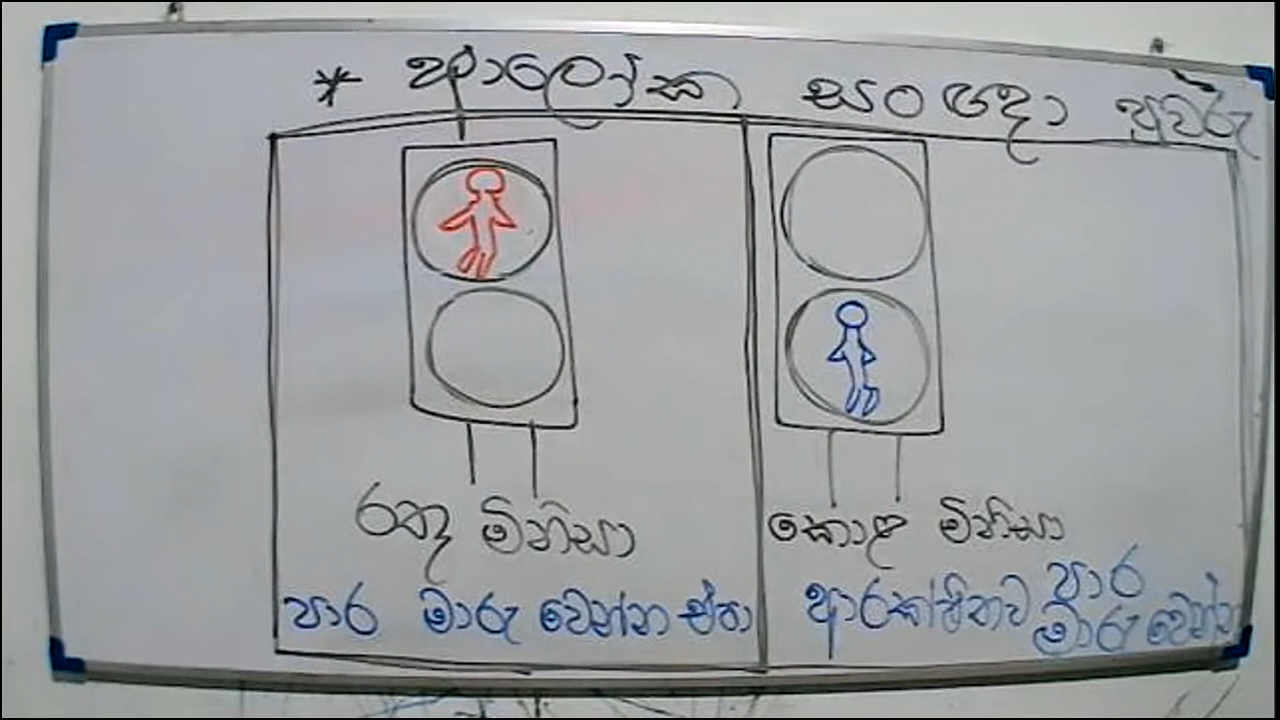 * ආලෝක සංඥා පුවරු
රතු මිනිසා
පාර මාරු වෙන්න එපා
කොළ මිනිසා
ආරක්ෂිතව පාර
මාරු වෙන්න